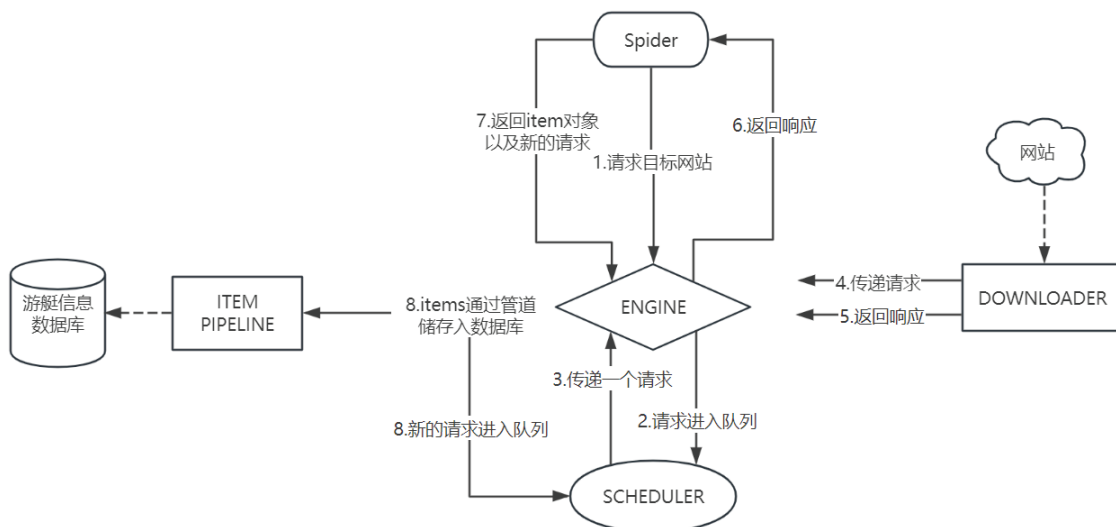 Spider
7.返回item对象
以及新的请求
6.返回响应
1.请求目标网站
网站
游艇信息
数据库
ITEM
PIPELINE
8.items通过管道
储存入数据库
ENGINE
4.传递请求
5.返回响应
DOWNLOADER
3.传递一个请求
2.请求进入队列
8.新的请求进入队列
SCHEDULER